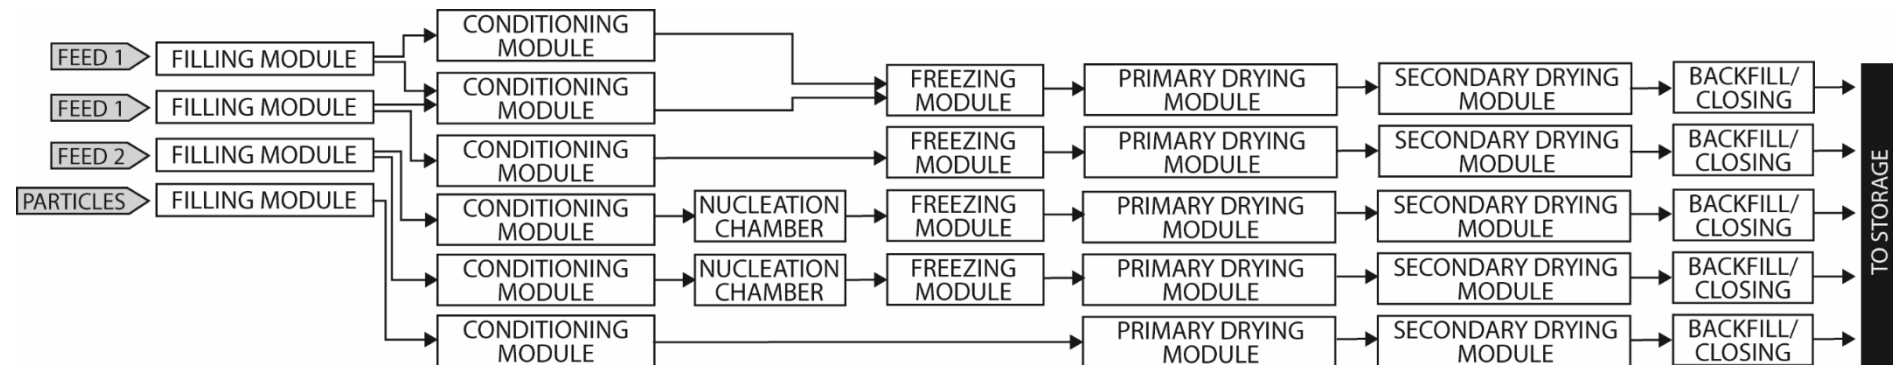 FEED 1
FILLING MODULE
FEED 1
FILLING MODULE
FEED 2
FILLING MODULE
PARTICLES
FILLING MODULE
CONDITIONING
MODULE
CONDITIONING
MODULE
FREEZING
MODULE
PRIMARY DRYING
MODULE
SECONDARY DRYING
MODULE
BACKFILL/
CLOSING
CONDITIONING
MODULE
FREEZING
MODULE
PRIMARY DRYING
MODULE
SECONDARY DRYING
MODULE
BACKFILL/
CLOSING
CONDITIONING
MODULE
NUCLEATION
CHAMBER
FREEZING
MODULE
PRIMARY DRYING
MODULE
SECONDARY DRYING
MODULE
BACKFILL/
CLOSING
CONDITIONING
MODULE
NUCLEATION
CHAMBER
FREEZING
MODULE
PRIMARY DRYING
MODULE
SECONDARY DRYING
MODULE
BACKFILL/
CLOSING
CONDITIONING
MODULE
PRIMARY DRYING
MODULE
SECONDARY DRYING
MODULE
BACKFILL/
CLOSING
TO STORAGE